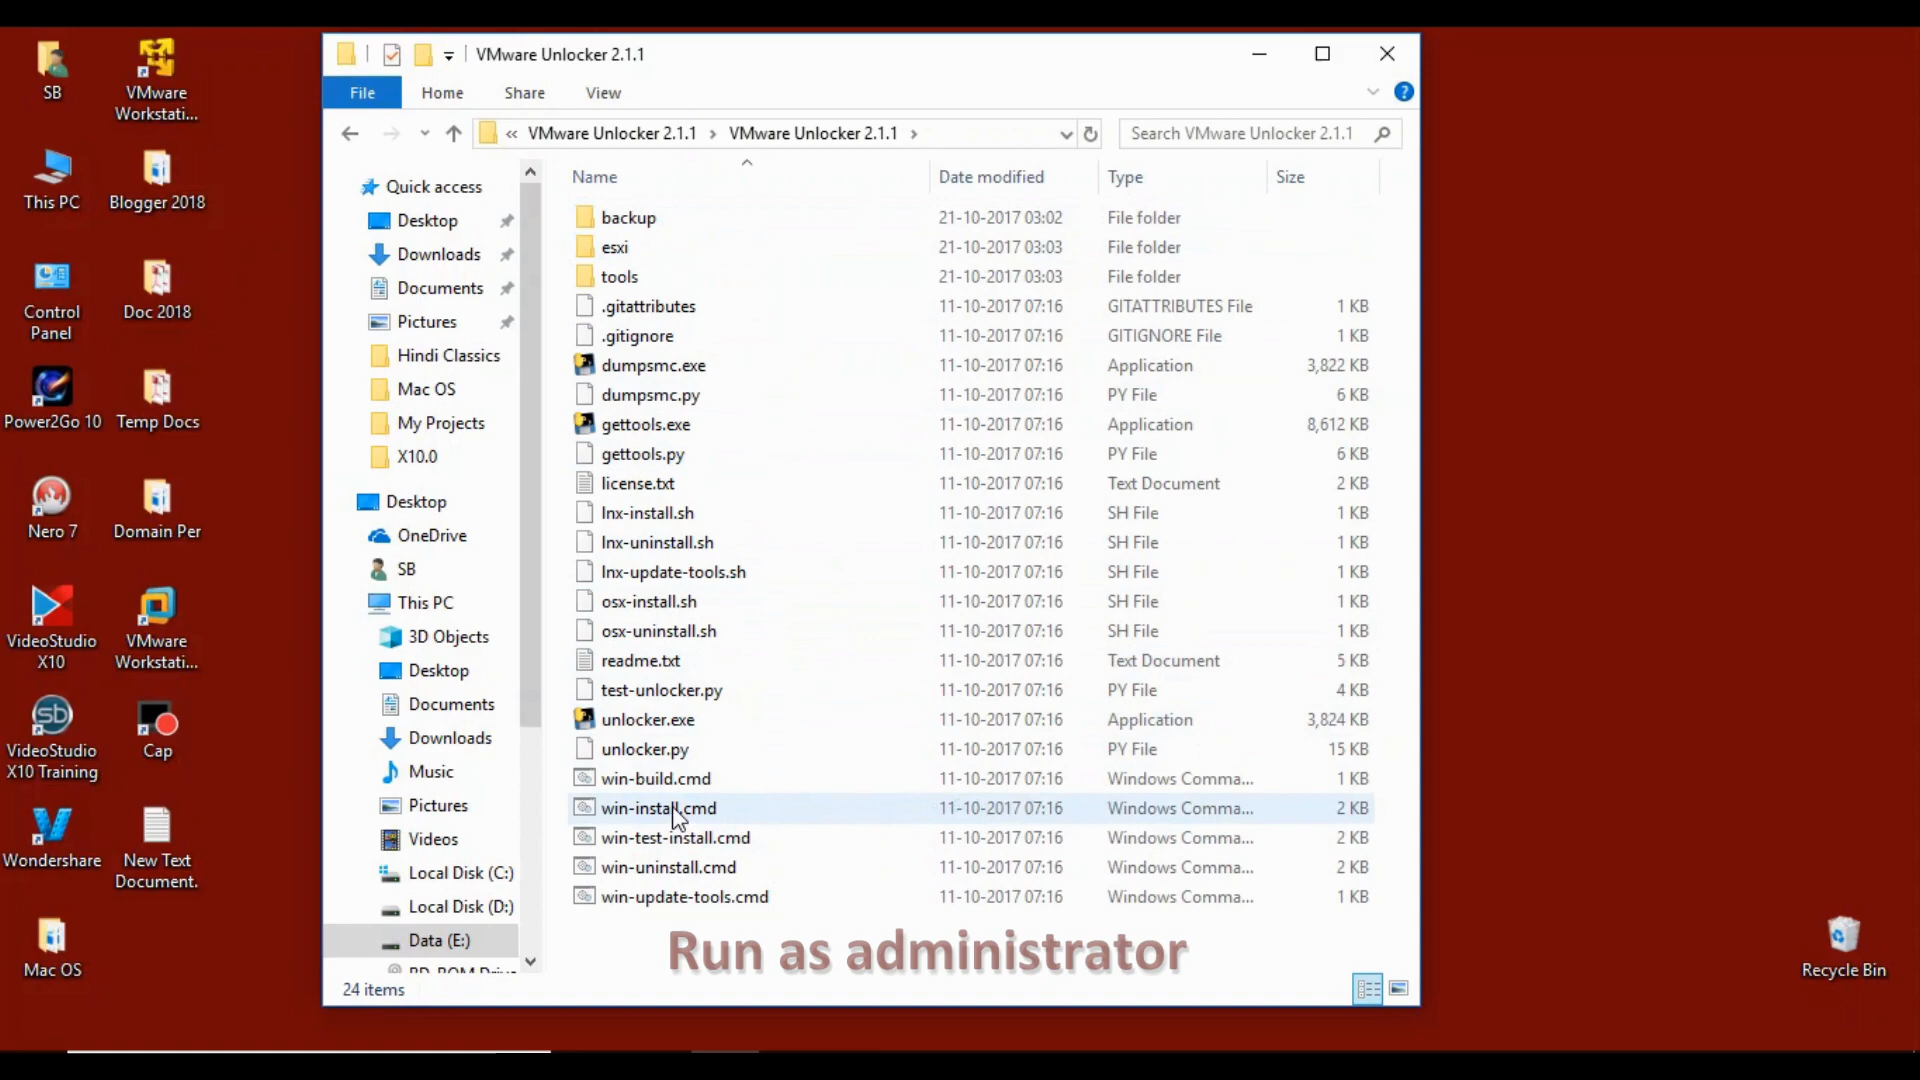 SB
VMware
Workstati...
This PC
Blogger 2018
Control
Panel
Doc 2018
Power2Go 10
Temp Docs
Nero 7
Domain Per
VideoStudio
X10
VMware
Workstati...
VideoStudio
X10 Training
Cap
Wondershare
New Text
Document.
Mac OS
Recycle Bin
VMware Unlocker 2.1.1
File
Home
Share
View
« VMware Unlocker 2.1.1 > VMware Unlocker 2.1.1 >
Search VMware Unlocker 2.1.1
Quick access
Desktop
Downloads
Documents
Pictures
Hindi Classics
Mac OS
My Projects
X10.0
Desktop
OneDrive
SB
This PC
3D Objects
Desktop
Documents
Downloads
Music
Pictures
Videos
Local Disk (C:)
Local Disk (D:)
Data (E:)
BD-ROM Drive
Name Date modified Type Size
backup 21-10-2017 03:02 File folder
esxi 21-10-2017 03:03 File folder
tools 21-10-2017 03:03 File folder
.gitattributes 11-10-2017 07:16 GITATTRIBUTES File 1 KB
.gitignore 11-10-2017 07:16 GITIGNORE File 1 KB
dumpsmc.exe 11-10-2017 07:16 Application 3,822 KB
dumpsmc.py 11-10-2017 07:16 PY File 6 KB
gettools.exe 11-10-2017 07:16 Application 8,612 KB
gettools.py 11-10-2017 07:16 PY File 6 KB
license.txt 11-10-2017 07:16 Text Document 2 KB
lnx-install.sh 11-10-2017 07:16 SH File 1 KB
lnx-uninstall.sh 11-10-2017 07:16 SH File 1 KB
lnx-update-tools.sh 11-10-2017 07:16 SH File 1 KB
osx-install.sh 11-10-2017 07:16 SH File 1 KB
osx-uninstall.sh 11-10-2017 07:16 SH File 1 KB
readme.txt 11-10-2017 07:16 Text Document 5 KB
test-unlocker.py 11-10-2017 07:16 PY File 4 KB
unlocker.exe 11-10-2017 07:16 Application 3,824 KB
unlocker.py 11-10-2017 07:16 PY File 15 KB
win-build.cmd 11-10-2017 07:16 Windows Comma... 1 KB
win-install.cmd 11-10-2017 07:16 Windows Comma... 2 KB
win-test-install.cmd 11-10-2017 07:16 Windows Comma... 2 KB
win-uninstall.cmd 11-10-2017 07:16 Windows Comma... 2 KB
win-update-tools.cmd 11-10-2017 07:16 Windows Comma... 1 KB
Run as administrator
24 items